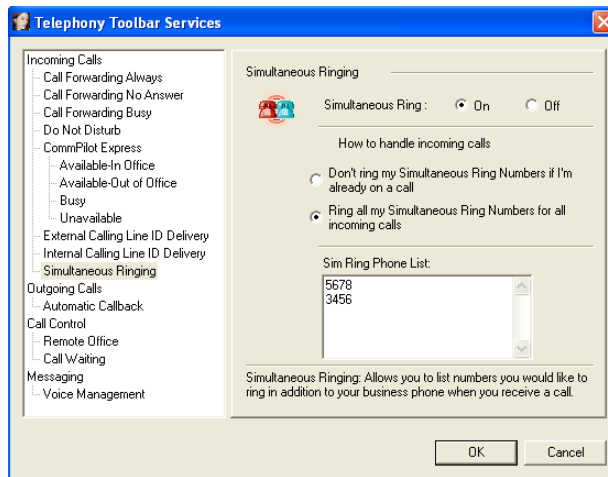 Telephony Toolbar Services
Incoming Calls
Call Forwarding Always
Call Forwarding No Answer
Call Forwarding Busy
Do Not Disturb
CommPilot Express
Available-In Office
Available-Out of Office
Busy
Unavailable
External Calling Line ID Delivery
Internal Calling Line ID Delivery
Simultaneous Ringing
Outgoing Calls
Automatic Callback
Call Control
Remote Office
Call Waiting
Messaging
Voice Management
Simultaneous Ringing
Simultaneous Ring :
On
Off
How to handle incoming calls
Don't ring my Simultaneous Ring Numbers if I'm
already on a call
Ring all my Simultaneous Ring Numbers for all
incoming calls
Sim Ring Phone List:
5678
3456
Simultaneous Ringing: Allows you to list numbers you would like to
ring in addition to your business phone when you receive a call.
OK
Cancel